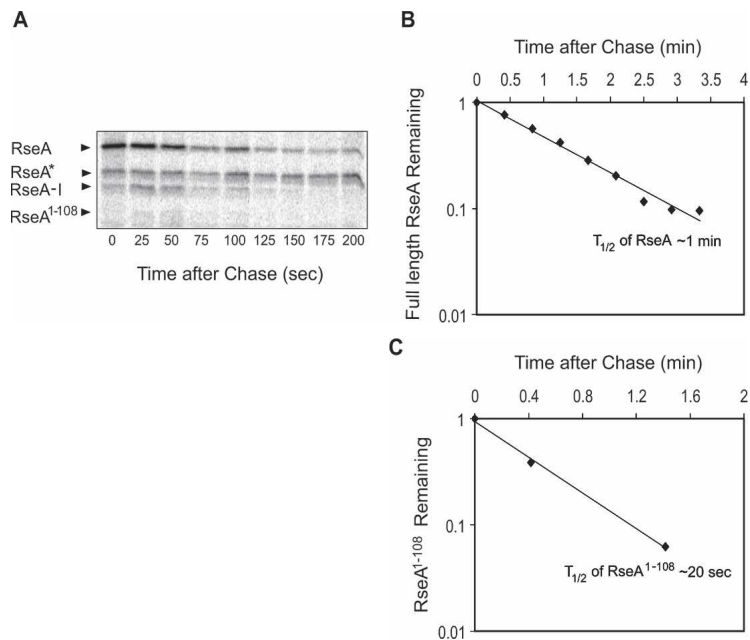 A
RseA
RseA*
RseA-I
RseA1-108
0 25 50 75 100 125 150 175 200
Time after Chase (sec)
B
Time after Chase (min)
0 0.5 1 1.5 2 2.5 3 3.5 4
1
0.1
0.01
Full length RseA Remaining
T1/2 of RseA ~1 min
C
Time after Chase (min)
0 0.4 0.8 1.2 1.6 2
1
0.1
0.01
RseA1-108 Remaining
T1/2 of RseA1-108 ~20 sec